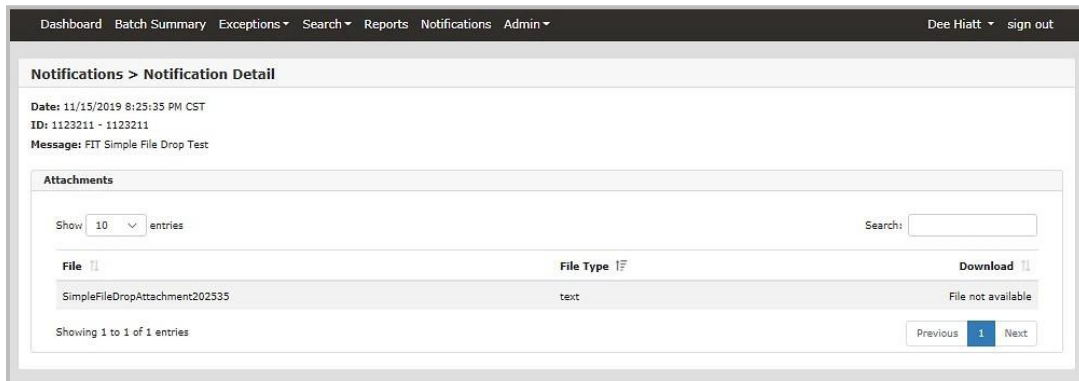 Dashboard Batch Summary Exceptions Search Reports Notifications Admin Dee Hiatt sign out
Notifications > Notification Detail
Date: 11/15/2019 8:25:35 PM CST
ID: 1123211 - 1123211
Message: FIT Simple File Drop Test
Attachments
Show 10 entries Search:
File File Type Download
SimpleFileDropAttachment202535 text File not available
Showing 1 to 1 of 1 entries Previous 1 Next